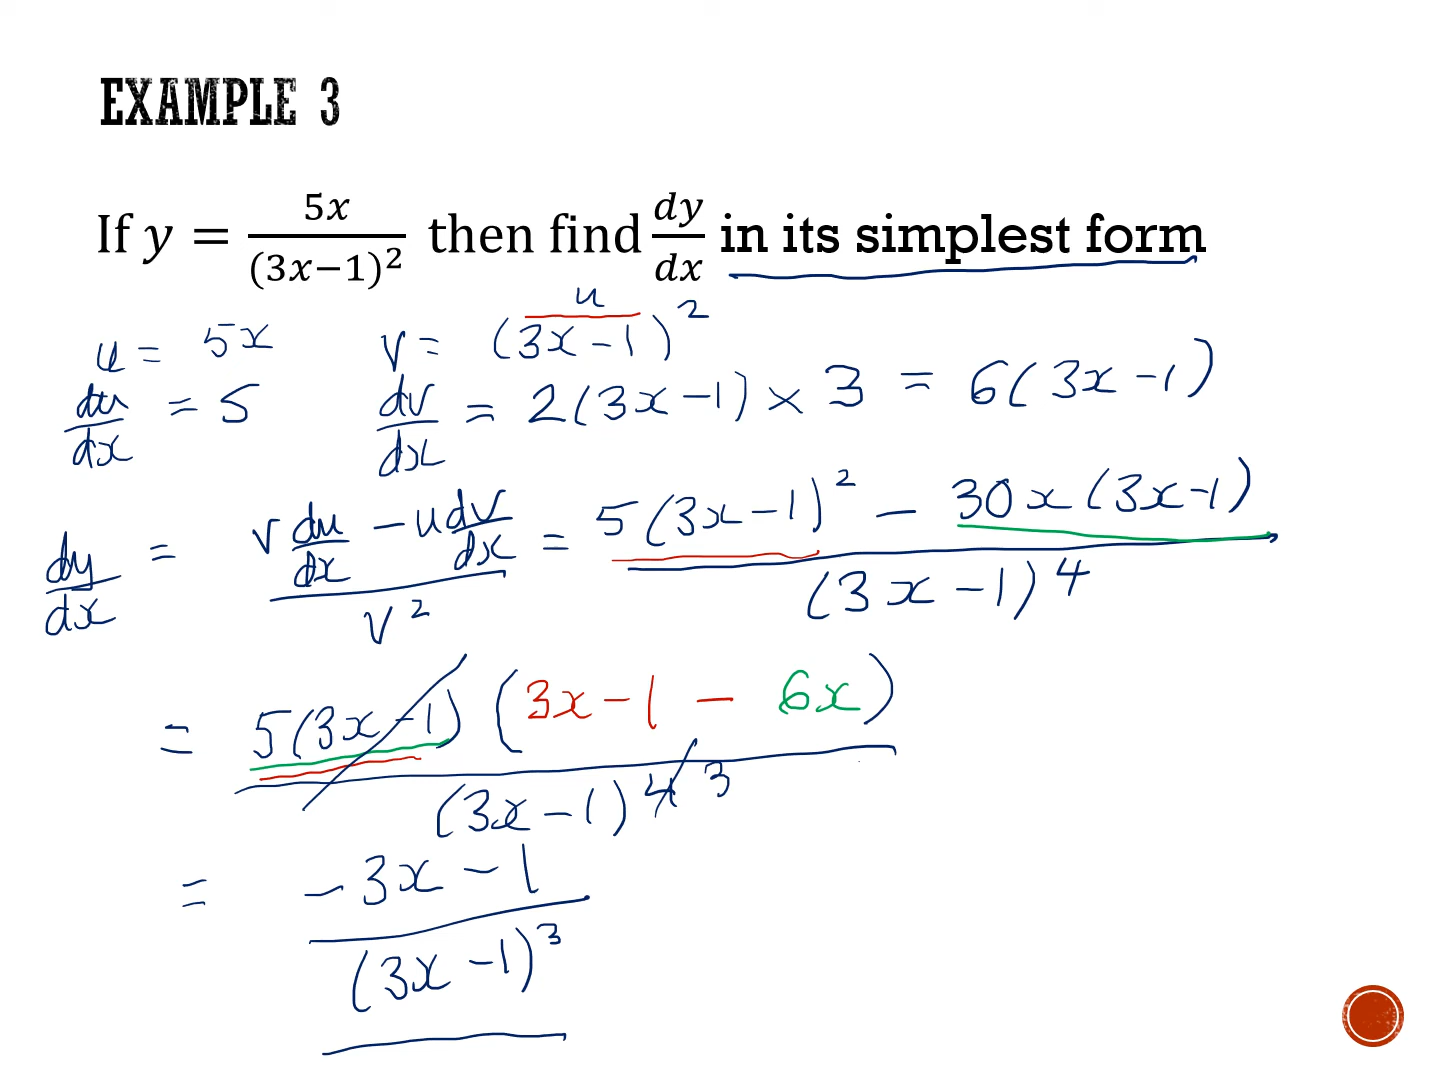 EXAMPLE 3
If y = 5x/(3x−1)² then find dy/dx in its simplest form
u = 5x v = (3x − 1)² u
du/dx = 5 dv/dx = 2(3x − 1) × 3 = 6(3x − 1)
dy/dx = (v du/dx − u dv/dx)/v² = (5(3x − 1)² − 30x(3x − 1))/(3x − 1)⁴
= 5(3x − 1)(3x − 1 − 6x)/(3x − 1)⁴ 3
= (−3x − 1)/(3x − 1)³